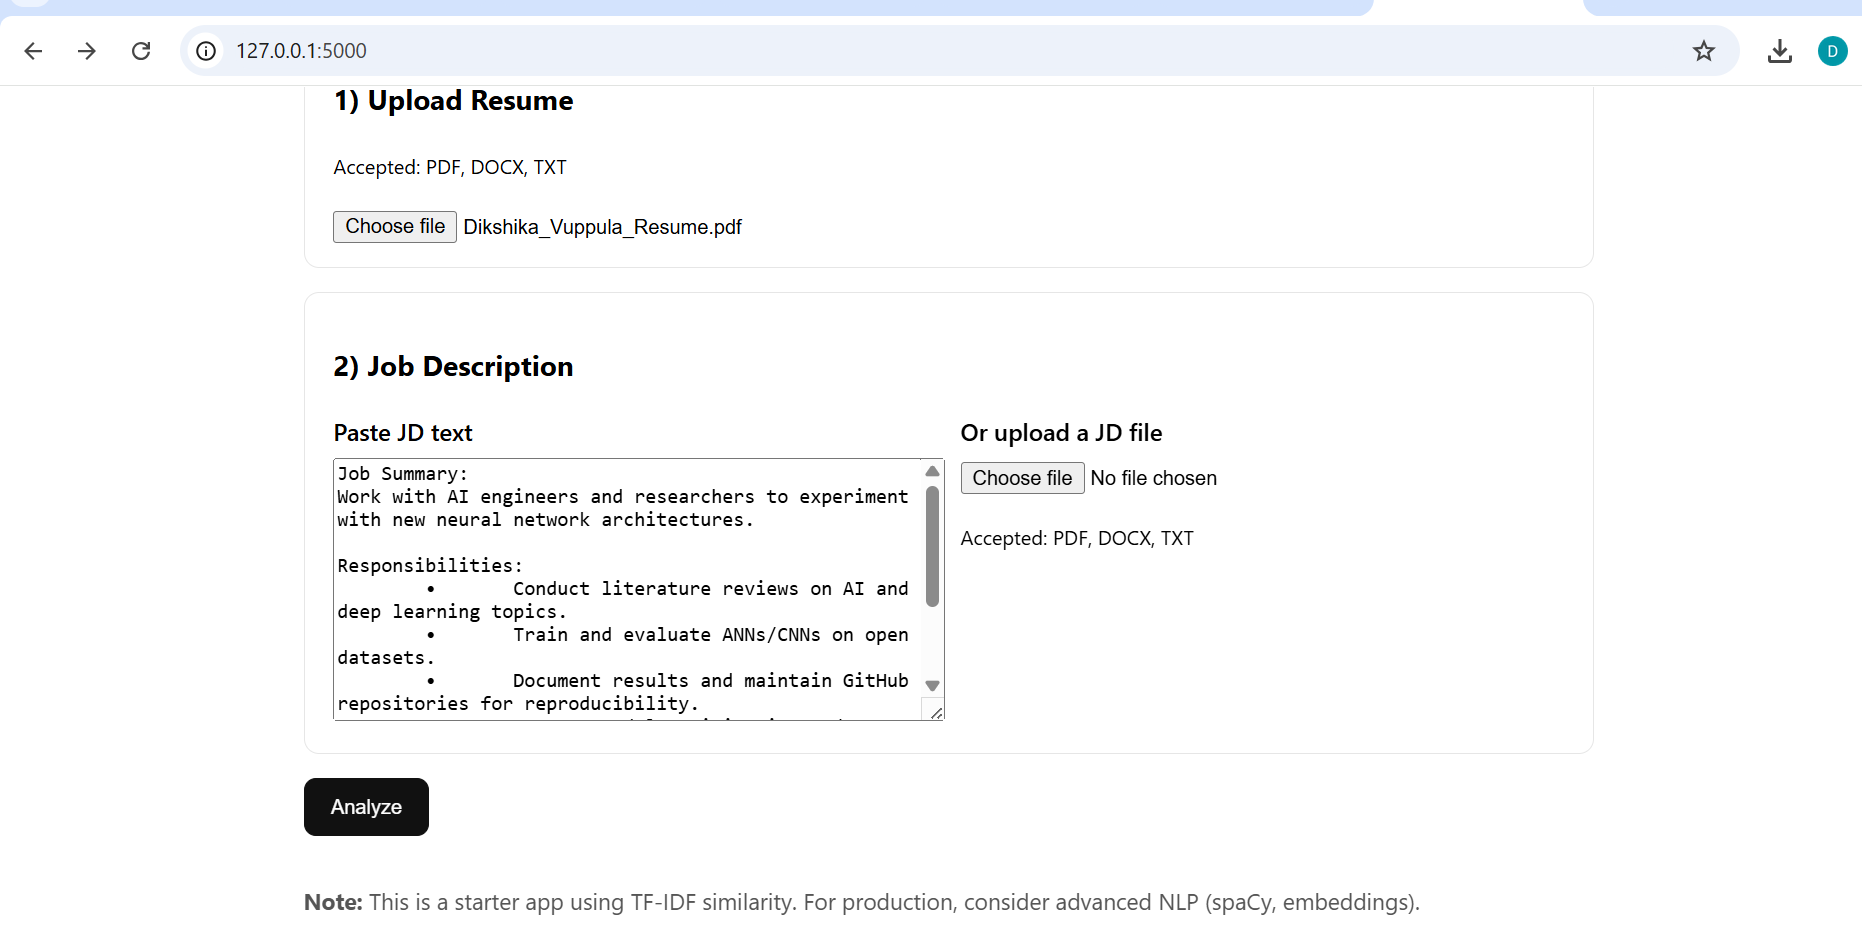 127.0.0.1:5000
D
1) Upload Resume
Accepted: PDF, DOCX, TXT
Choose file Dikshika_Vuppula_Resume.pdf
2) Job Description
Paste JD text
Job Summary:
Work with AI engineers and researchers to experiment
with new neural network architectures.
Responsibilities:
• Conduct literature reviews on AI and
deep learning topics.
• Train and evaluate ANNs/CNNs on open
datasets.
• Document results and maintain GitHub
repositories for reproducibility.
Or upload a JD file
Choose file No file chosen
Accepted: PDF, DOCX, TXT
Analyze
Note: This is a starter app using TF-IDF similarity. For production, consider advanced NLP (spaCy, embeddings).